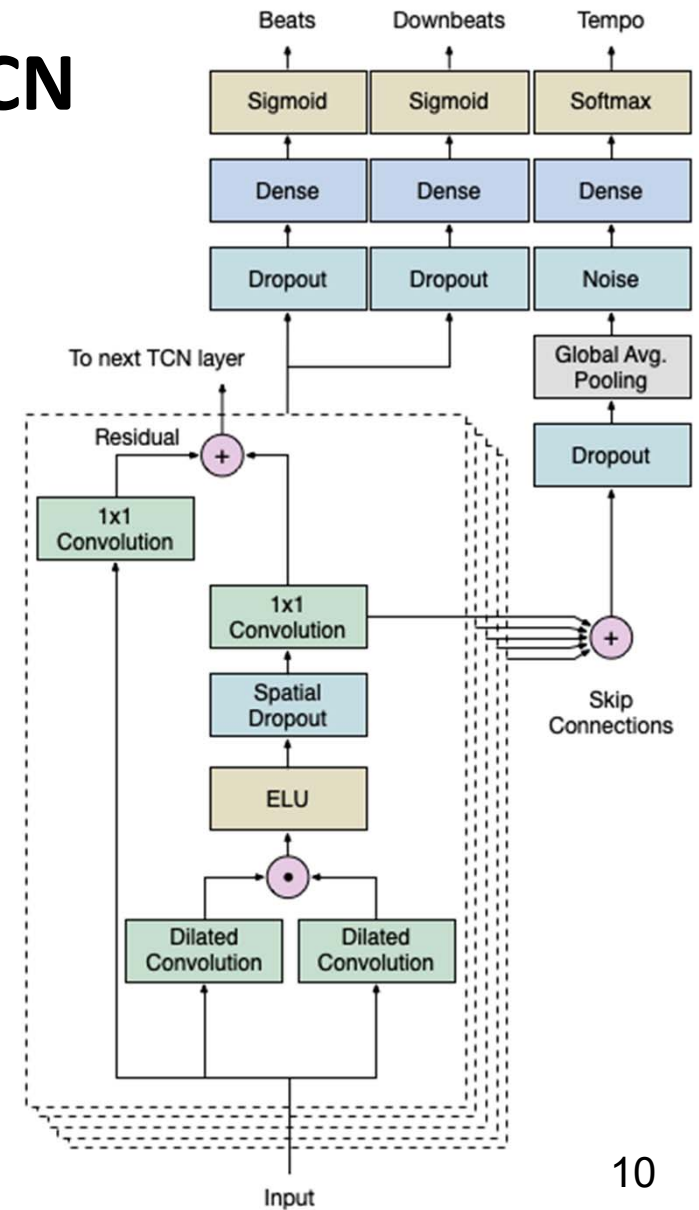 CN
Beats
Downbeats
Tempo
Sigmoid
Sigmoid
Softmax
Dense
Dense
Dense
Dropout
Dropout
Noise
To next TCN layer
Global Avg.
Pooling
Residual
+
Dropout
1x1
Convolution
1x1
Convolution
+
Spatial
Dropout
Skip
Connections
ELU
Dilated
Convolution
Dilated
Convolution
Input
10